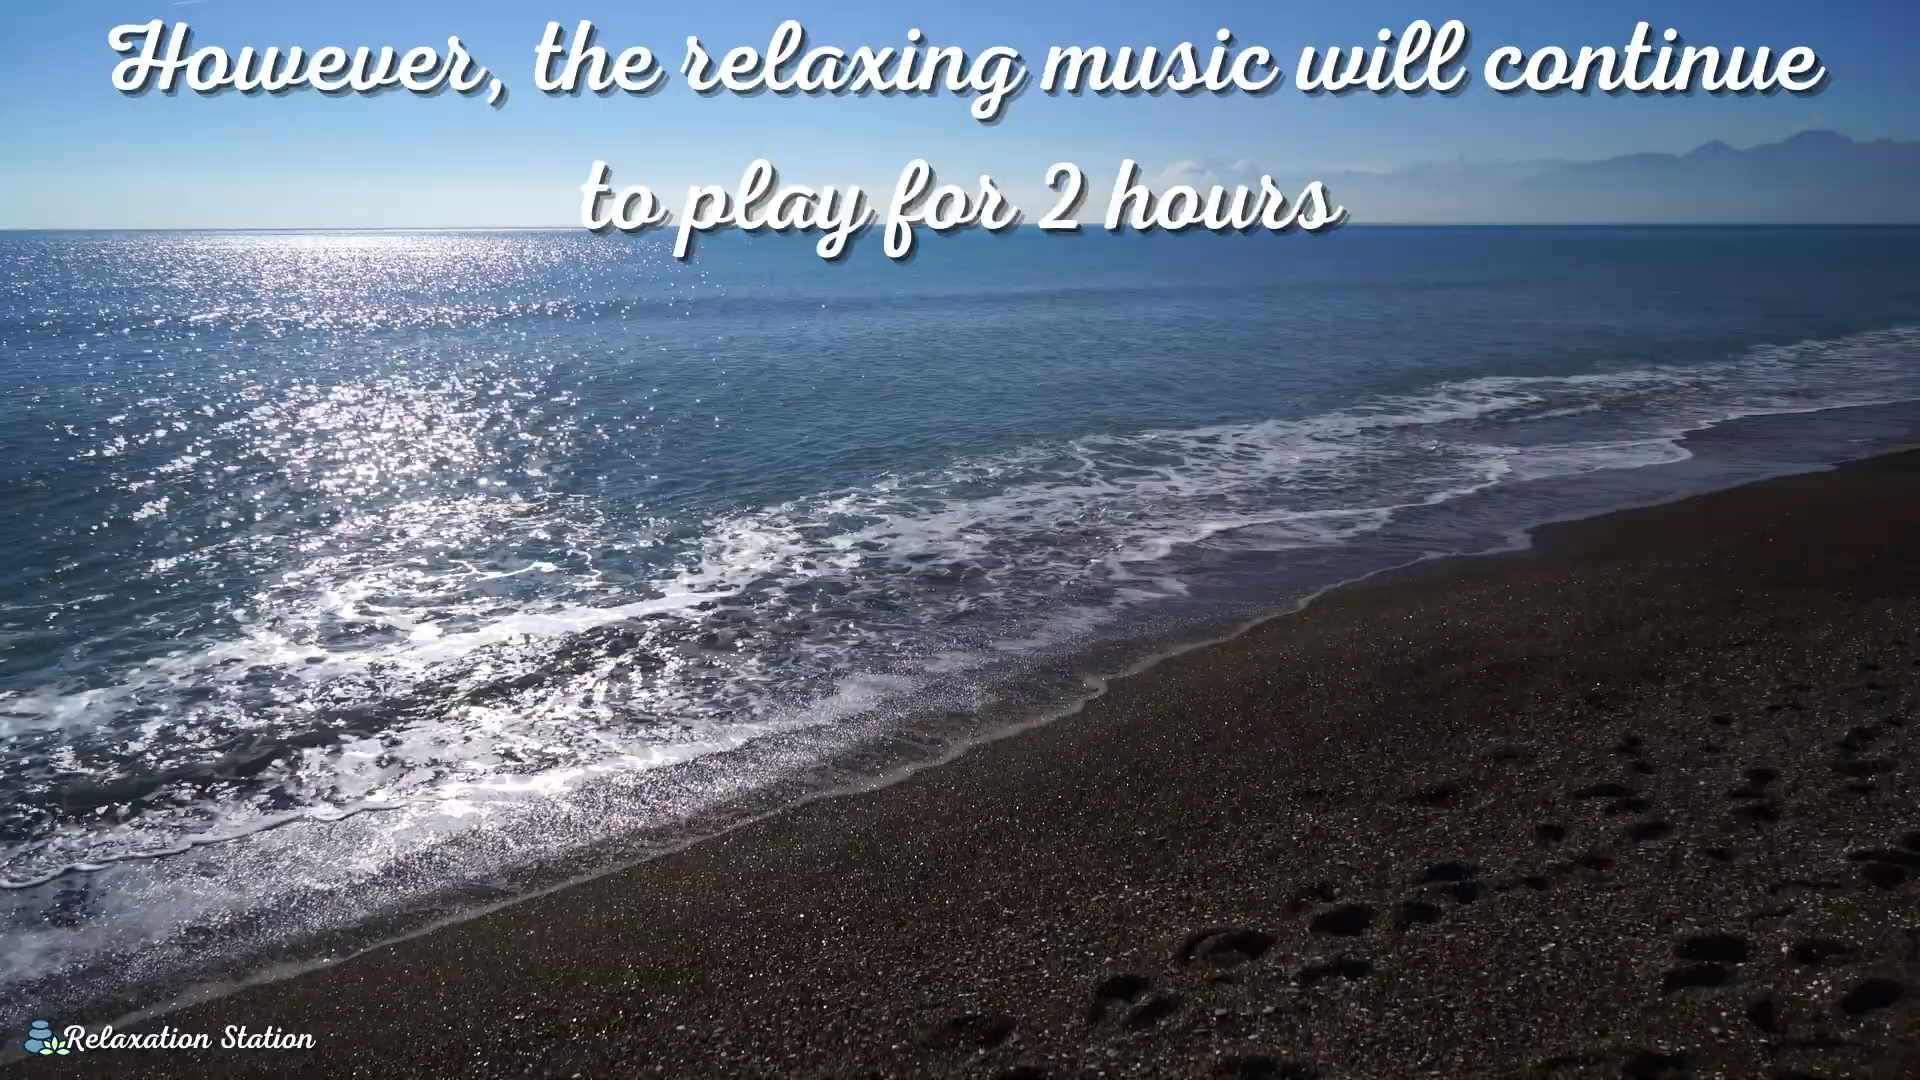 However, the relaxing music will continue
to play for 2 hours
Relaxation Station